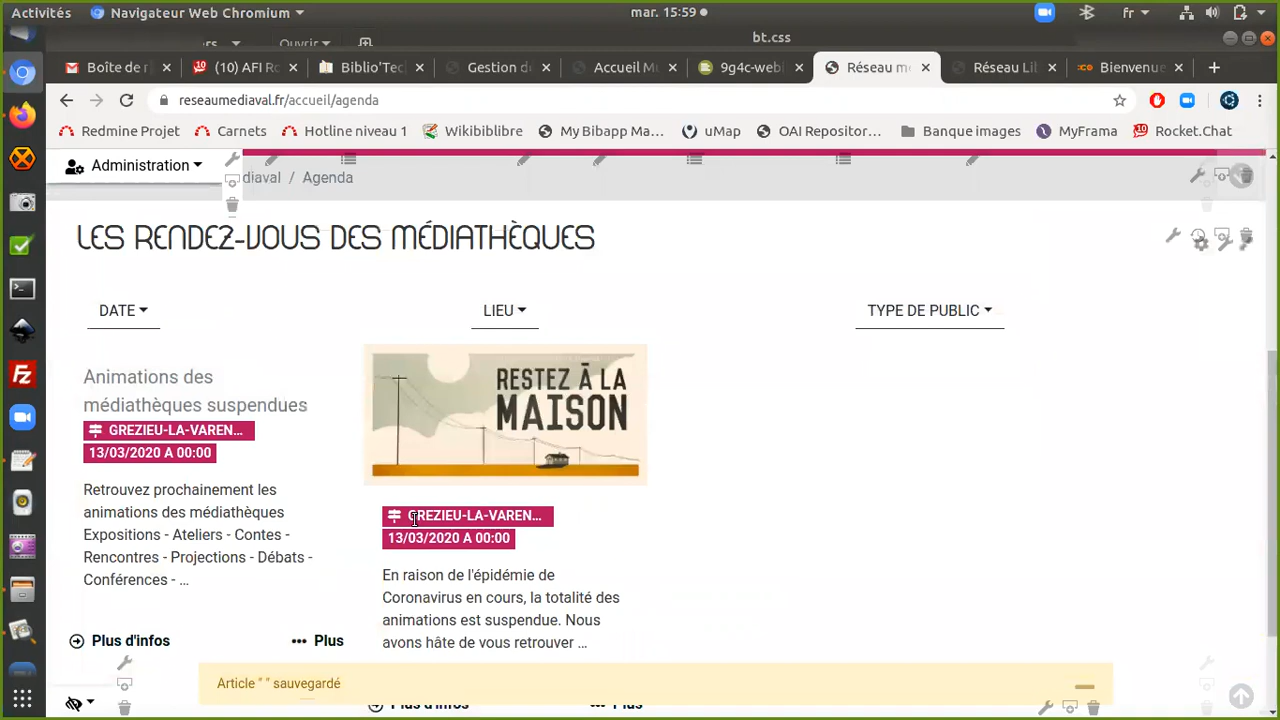 Activités
Navigateur Web Chromium
mar. 15:59
fr
Ouvrir
bt.css
Boîte de r
(10) AFI Ro
Biblio'Tec
Gestion d
Accueil M
9g4c-web
Réseau m
Réseau Li
Bienvenue
reseaumediaval.fr/accueil/agenda
Redmine Projet
Carnets
Hotline niveau 1
Wikibiblibre
My Bibapp Ma...
uMap
OAI Repositor...
Banque images
MyFrama
Rocket.Chat
Administration
diaval / Agenda
LES RENDEZ-VOUS DES MÉDIATHÈQUES
DATE
LIEU
TYPE DE PUBLIC
Animations des
médiathèques suspendues
GREZIEU-LA-VAREN...
13/03/2020 A 00:00
Retrouvez prochainement les
animations des médiathèques
Expositions - Ateliers - Contes -
Rencontres - Projections - Débats -
Conférences - ...
Plus d'infos
Plus
RESTEZ À LA
MAISON
GREZIEU-LA-VAREN...
13/03/2020 A 00:00
En raison de l'épidémie de
Coronavirus en cours, la totalité des
animations est suspendue. Nous
avons hâte de vous retrouver ...
Plus d'infos
Plus
Article " " sauvegardé